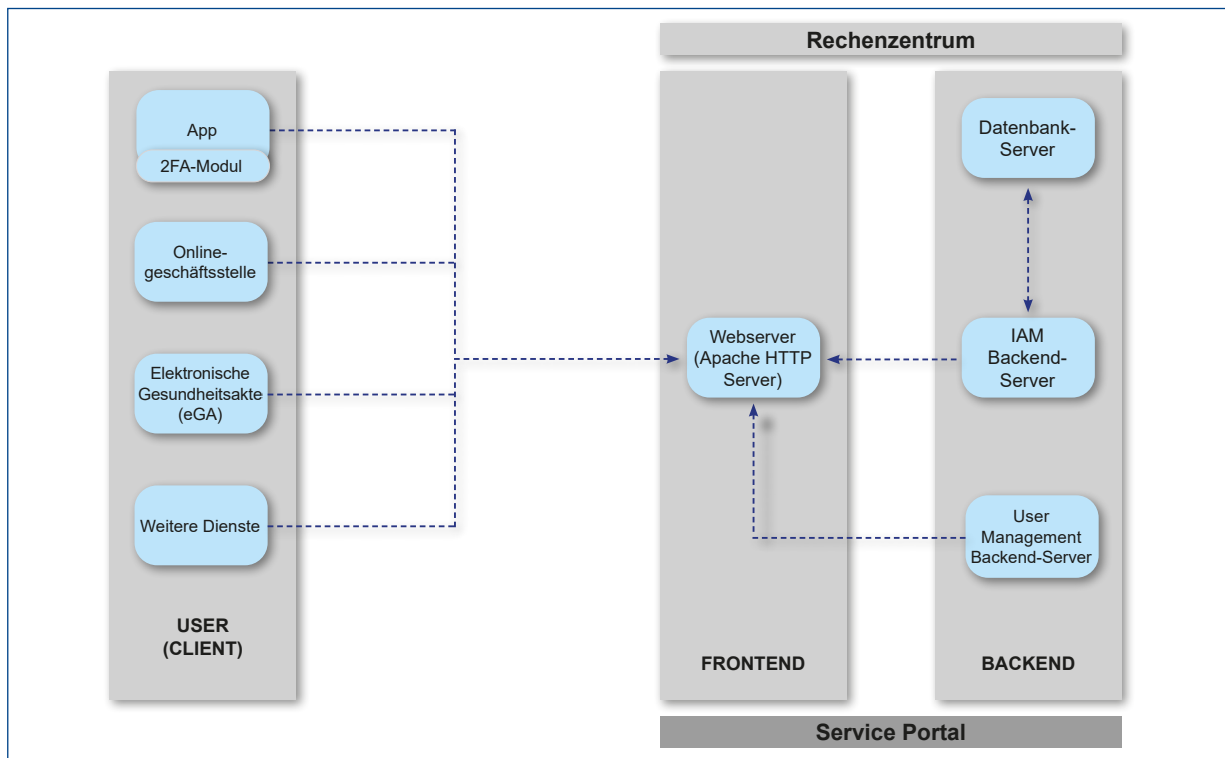 Rechenzentrum
App
2FA-Modul
Online-
geschäftsstelle
Elektronische
Gesundheitsakte
(eGA)
Weitere Dienste
USER
(CLIENT)
Webserver
(Apache HTTP
Server)
FRONTEND
Datenbank-
Server
IAM
Backend-
Server
User
Management
Backend-Server
BACKEND
Service Portal